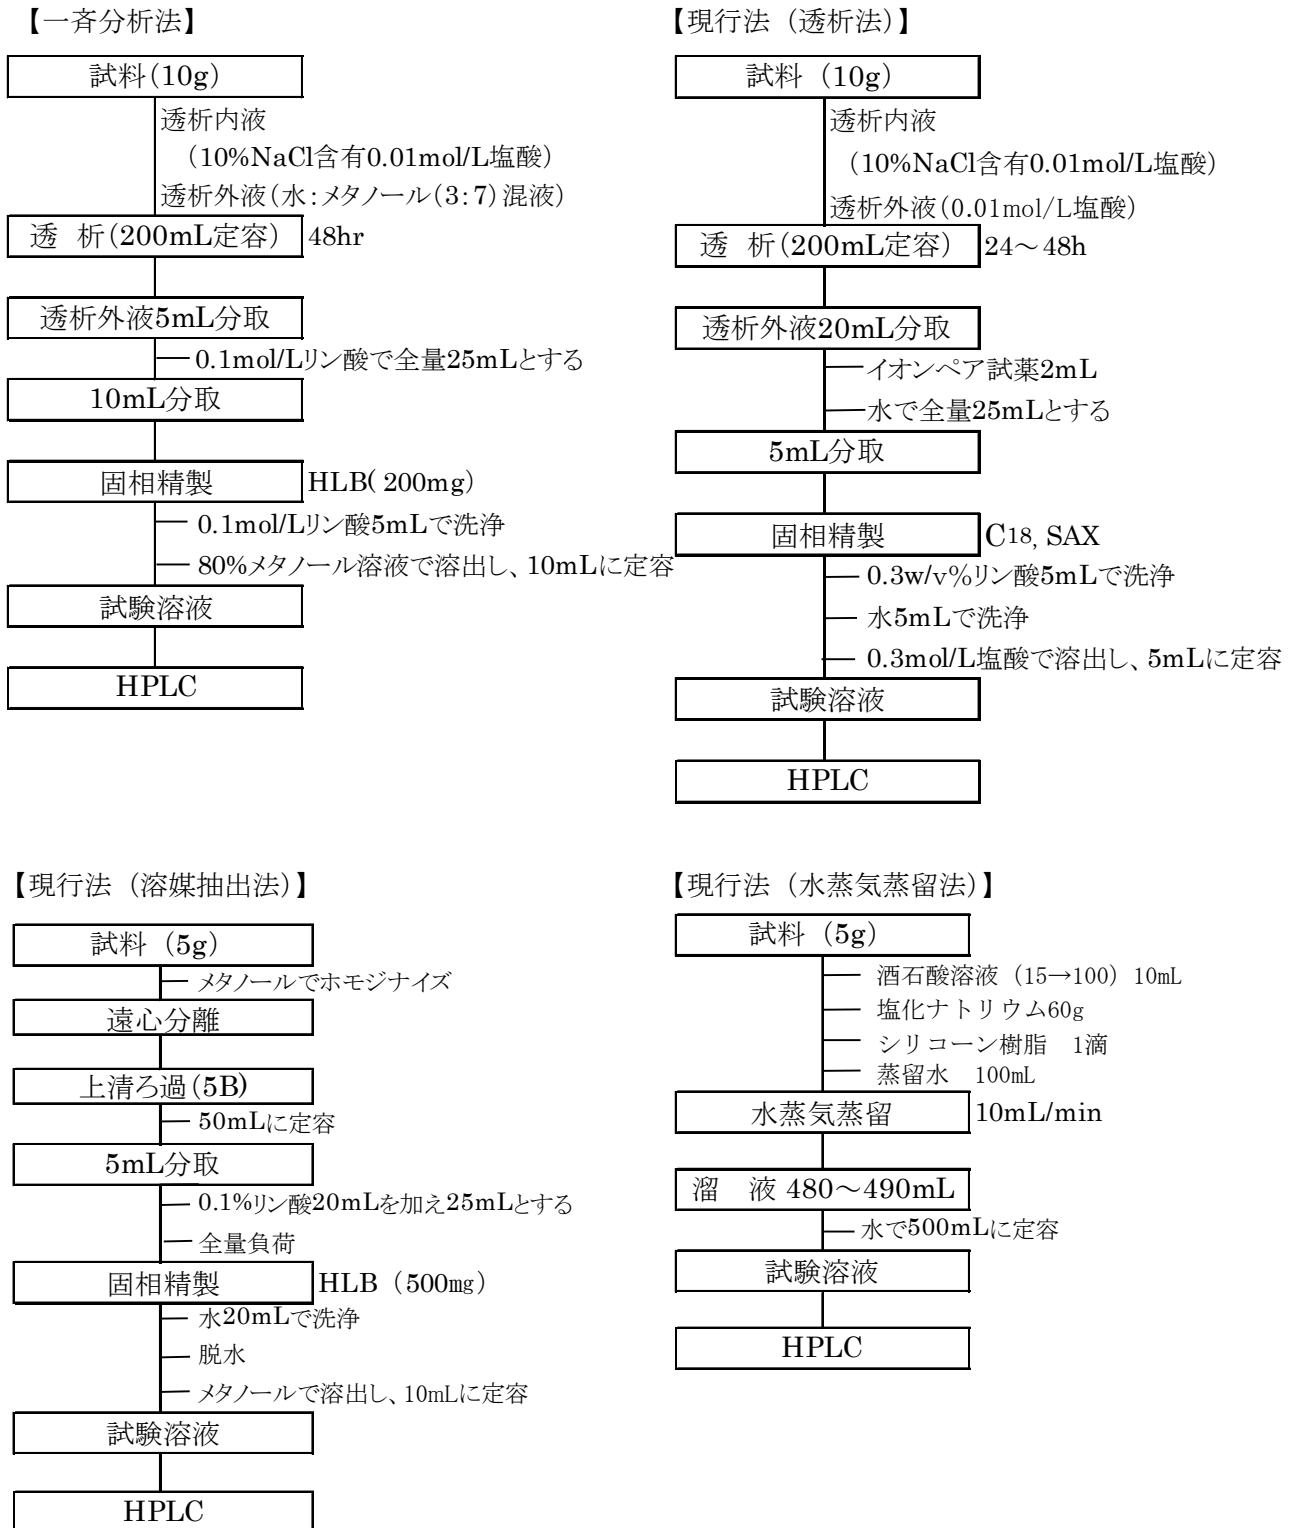 【一斉分析法】
試料(10g)
透析内液
(10%NaCl含有0.01mol/L塩酸)
透析外液(水:メタノール(3:7)混液)
透 析(200mL定容) 48hr
透析外液5mL分取
0.1mol/Lリン酸で全量25mLとする
10mL分取
固相精製 HLB( 200mg)
0.1mol/Lリン酸5mLで洗浄
80%メタノール溶液で溶出し、10mLに定容
試験溶液
HPLC
【現行法（透析法）】
試料（10g）
透析内液
（10%NaCl含有0.01mol/L塩酸）
透析外液(0.01mol/L塩酸)
透 析(200mL定容) 24～48h
透析外液20mL分取
イオンペア試薬2mL
水で全量25mLとする
5mL分取
固相精製 C18, SAX
0.3w/v%リン酸5mLで洗浄
水5mLで洗浄
0.3mol/L塩酸で溶出し、5mLに定容
試験溶液
HPLC
【現行法（溶媒抽出法）】
試料（5g）
メタノールでホモジナイズ
遠心分離
上清ろ過(5B)
50mLに定容
5mL分取
0.1%リン酸20mLを加え25mLとする
全量負荷
固相精製 HLB（500㎎）
水20mLで洗浄
脱水
メタノールで溶出し、10mLに定容
試験溶液
HPLC
【現行法（水蒸気蒸留法）】
試料（5g）
酒石酸溶液（15→100）10mL
塩化ナトリウム60g
シリコーン樹脂　1滴
蒸留水　100mL
水蒸気蒸留 10mL/min
溜　液 480～490mL
水で500mLに定容
試験溶液
HPLC